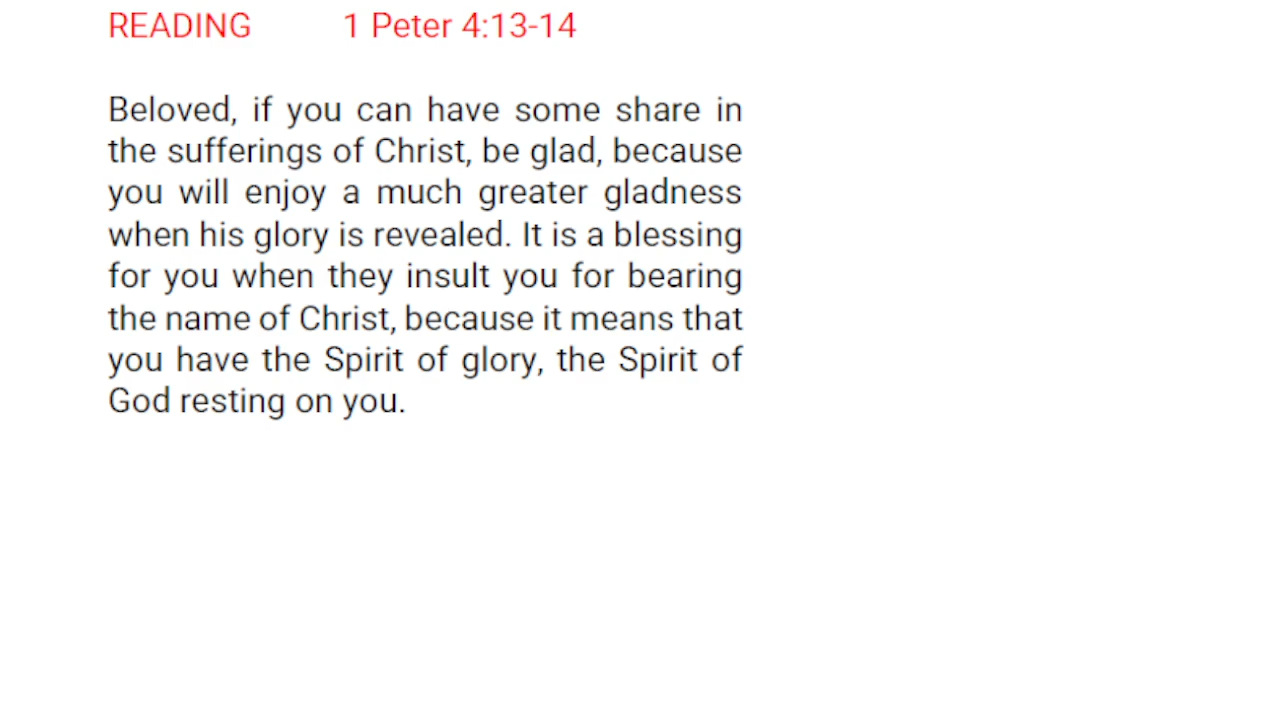 READING 1 Peter 4:13-14
Beloved, if you can have some share in
the sufferings of Christ, be glad, because
you will enjoy a much greater gladness
when his glory is revealed. It is a blessing
for you when they insult you for bearing
the name of Christ, because it means that
you have the Spirit of glory, the Spirit of
God resting on you.